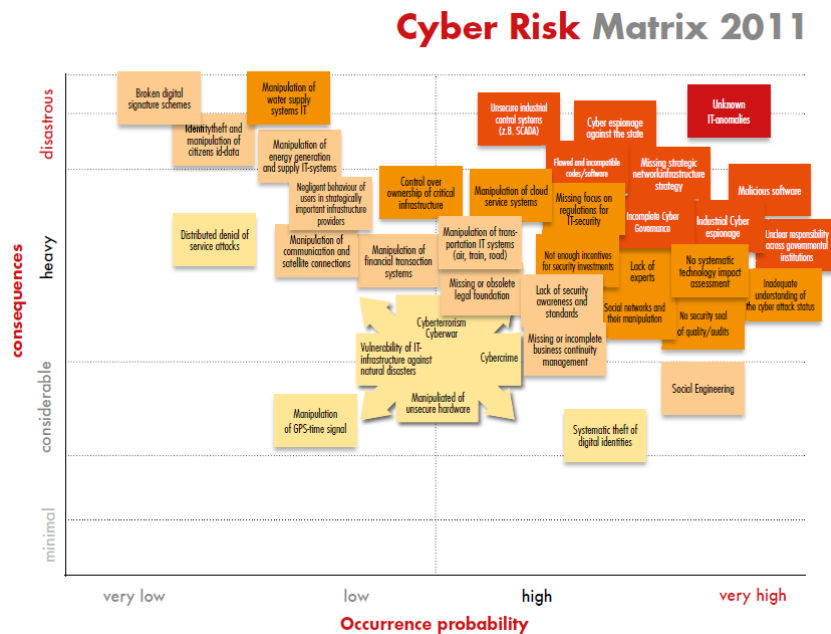 Cyber Risk Matrix 2011
disastrous
heavy
consequences
considerable
minimal
Broken digital
signature schemes
Manipulation of
water supply
systems IT
Identitytheft and
manipulation of
citizens id-data
Manipulation of
energy generation
and supply IT-systems
Negligent behaviour of
users in strategically
important infrastructure
providers
Control over
ownership of critical
infrastructure
Distributed denial of
service attacks
Manipulation of
communication and
satellite connections
Manipulation of
financial transaction
systems
Unsecure industrial
control systems
(z.B. SCADA)
Cyber espionage
against the state
Unknown
IT-anomalies
Flowed and incompatible
codes/software
Missing strategic
networkinfrastructure
strategy
Malicious software
Manipulation of cloud
service systems
Missing focus on
regulations for
IT-security
Incomplete Cyber
Governance
Industrial Cyber
espionage
Unclear responsibility
across governmental
institutions
Manipulation of trans-
portation IT systems
(air, train, road)
Not enough incentives
for security investments
Lack of
experts
No systematic
technology impact
assessment
Inadequate
understanding of
the cyber attack status
Missing or obsolete
legal foundation
Lack of security
awareness and
standards
Social networks and
their manipulation
No security seal
of quality/audits
Missing or incomplete
business continuity
management
Cyberterrorism
Cyberwar
Vulnerability of IT-
infrastructure against
natural disasters
Cybercrime
Manipuliated of
unsecure hardware
Social Engineering
Manipulation
of GPS-time signal
Systematic theft of
digital identities
very low
low
high
very high
Occurrence probability